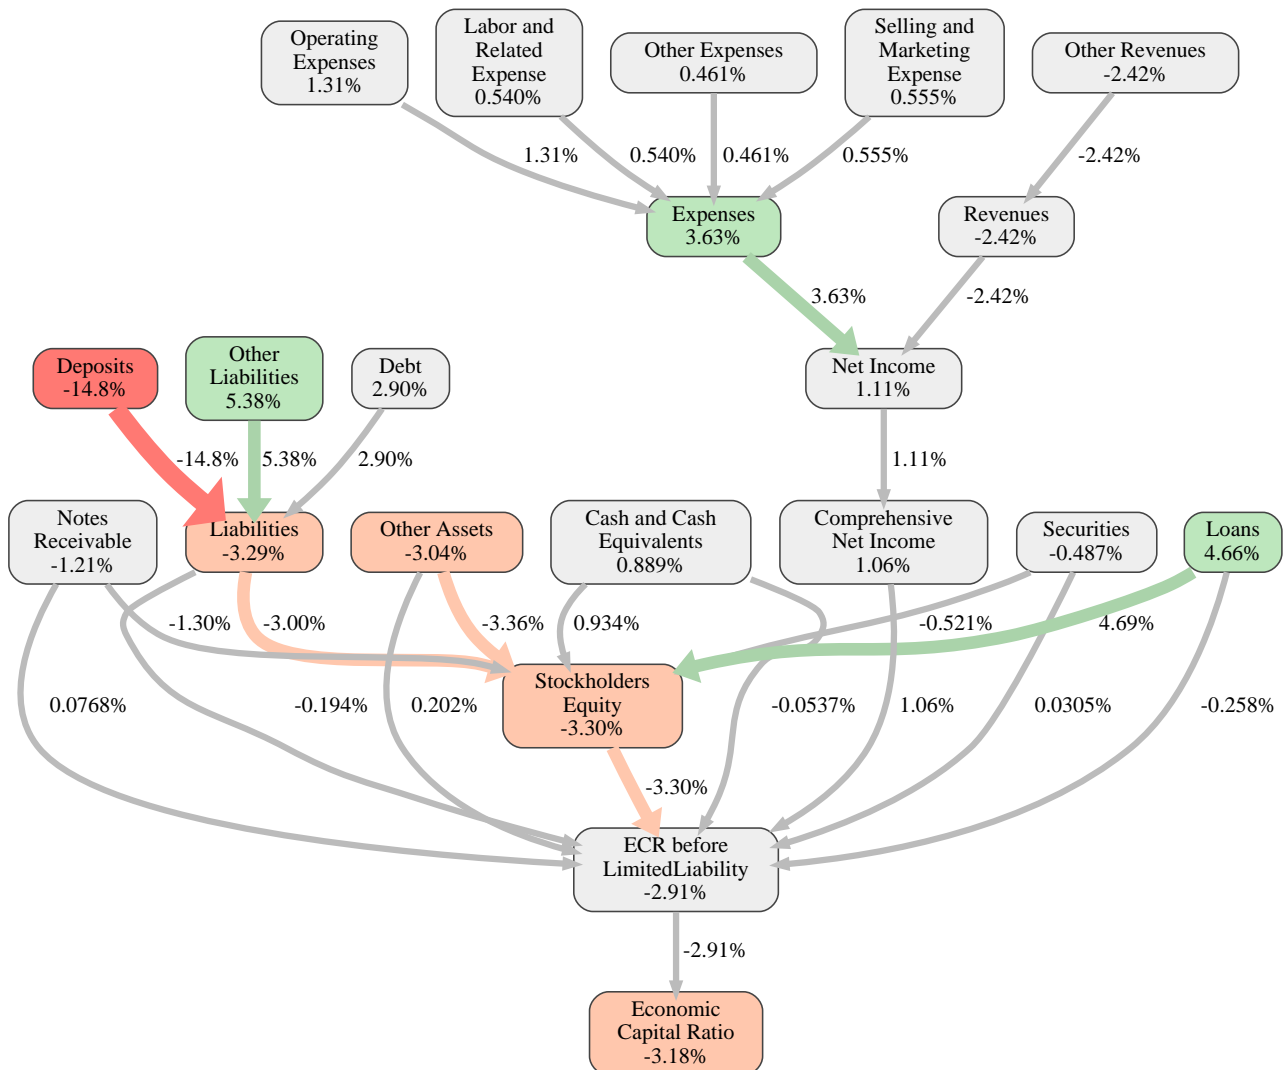 Operating
Expenses
1.31%
Labor and
Related
Expense
0.540%
Other Expenses
0.461%
Selling and
Marketing
Expense
0.555%
Other Revenues
-2.42%
1.31%
0.540%
0.461%
0.555%
-2.42%
Expenses
3.63%
Revenues
-2.42%
3.63%
-2.42%
Deposits
-14.8%
Other
Liabilities
5.38%
Debt
2.90%
Net Income
1.11%
-14.8%
5.38%
2.90%
1.11%
Notes
Receivable
-1.21%
Liabilities
-3.29%
Other Assets
-3.04%
Cash and Cash
Equivalents
0.889%
Comprehensive
Net Income
1.06%
Securities
-0.487%
Loans
4.66%
-1.30%
-3.00%
-3.36%
0.934%
-0.521%
4.69%
Stockholders
Equity
-3.30%
0.0768%
-0.194%
0.202%
-0.0537%
1.06%
0.0305%
-0.258%
-3.30%
ECR before
LimitedLiability
-2.91%
-2.91%
Economic
Capital Ratio
-3.18%